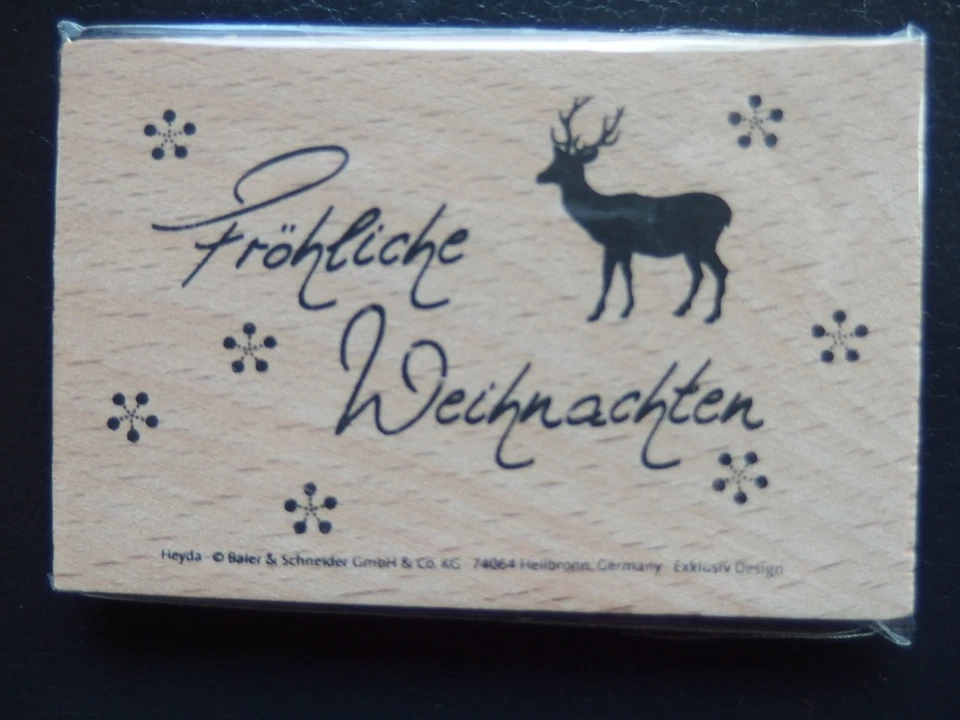 Fröhliche
Weihnachten
Heyda · © Baier & Schneider GmbH & Co. KG · 74064 Heilbronn, Germany · Exklusiv Design